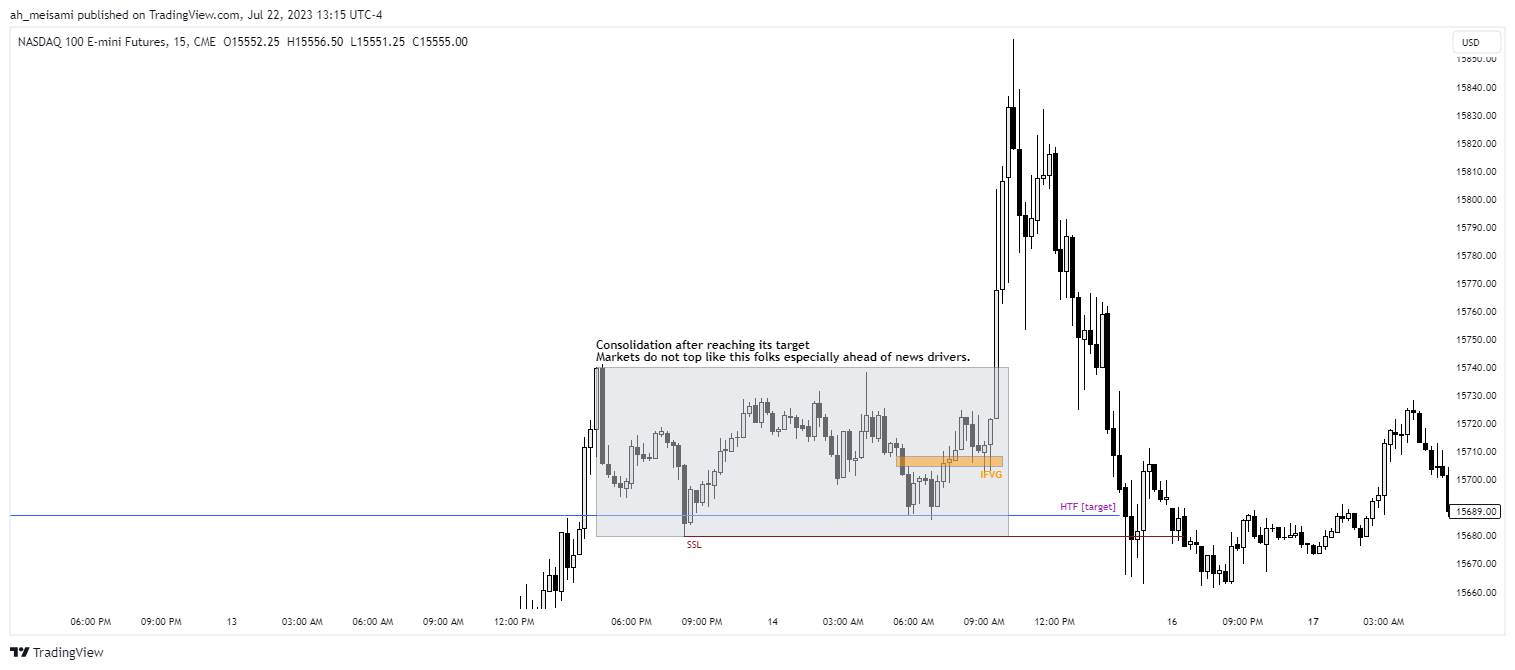 ah_meisami published on TradingView.com, Jul 22, 2023 13:15 UTC-4
NASDAQ 100 E-mini Futures, 15, CME O15552.25 H15556.50 L15551.25 C15555.00
USD
15850.00
15840.00
15830.00
15820.00
15810.00
15800.00
15790.00
15780.00
15770.00
15760.00
15750.00
Consolidation after reaching its target
Markets do not top like this folks especially ahead of news drivers.
15740.00
15730.00
15720.00
15710.00
IFVG
15700.00
HTF [target]
15689.00
SSL
15680.00
15670.00
15660.00
06:00 PM 09:00 PM 13 03:00 AM 06:00 AM 09:00 AM 12:00 PM 06:00 PM 09:00 PM 14 03:00 AM 06:00 AM 09:00 AM 12:00 PM 16 09:00 PM 17 03:00 AM
TradingView